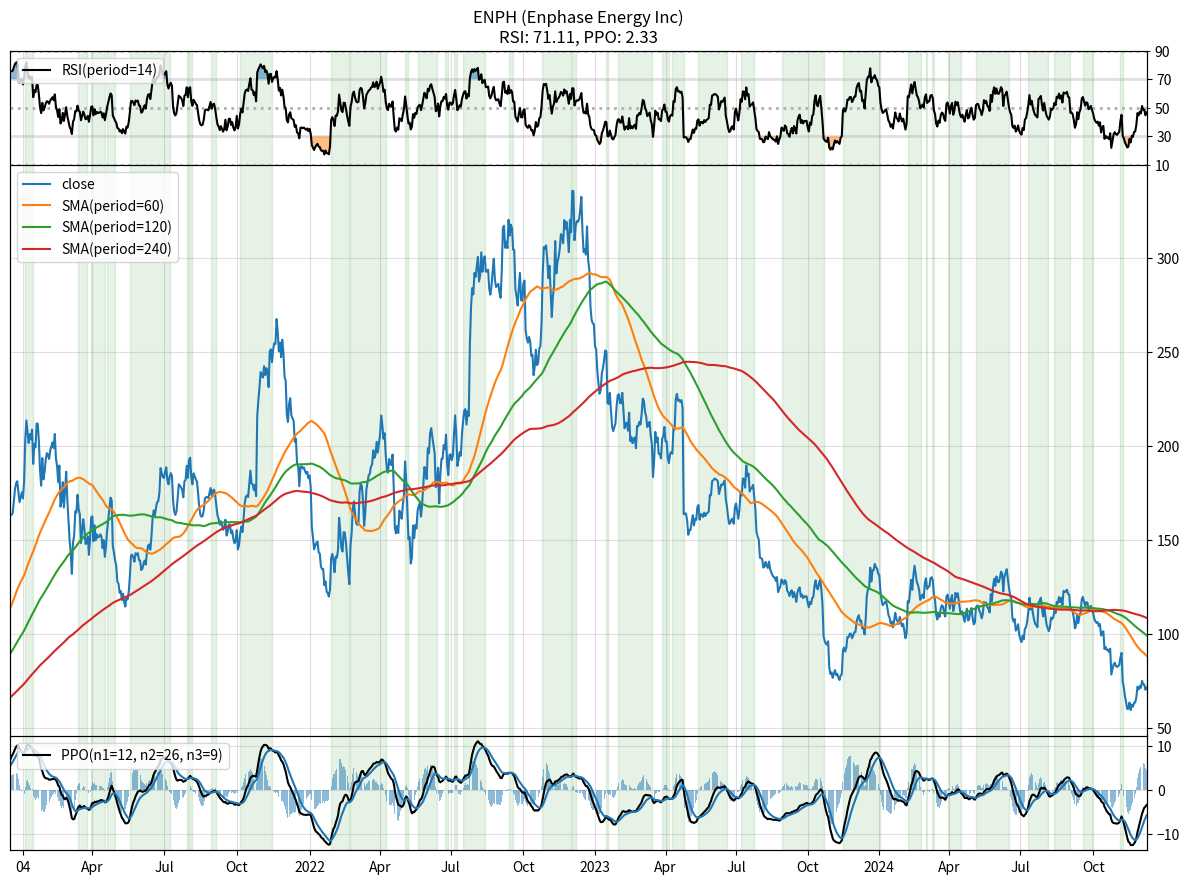 ENPH (Enphase Energy Inc)
RSI: 71.11, PPO: 2.33
RSI(period=14)
90
70
50
30
10
close
SMA(period=60)
SMA(period=120)
SMA(period=240)
300
250
200
150
100
50
PPO(n1=12, n2=26, n3=9)
10
0
−10
04 Apr Jul Oct 2022 Apr Jul Oct 2023 Apr Jul Oct 2024 Apr Jul Oct